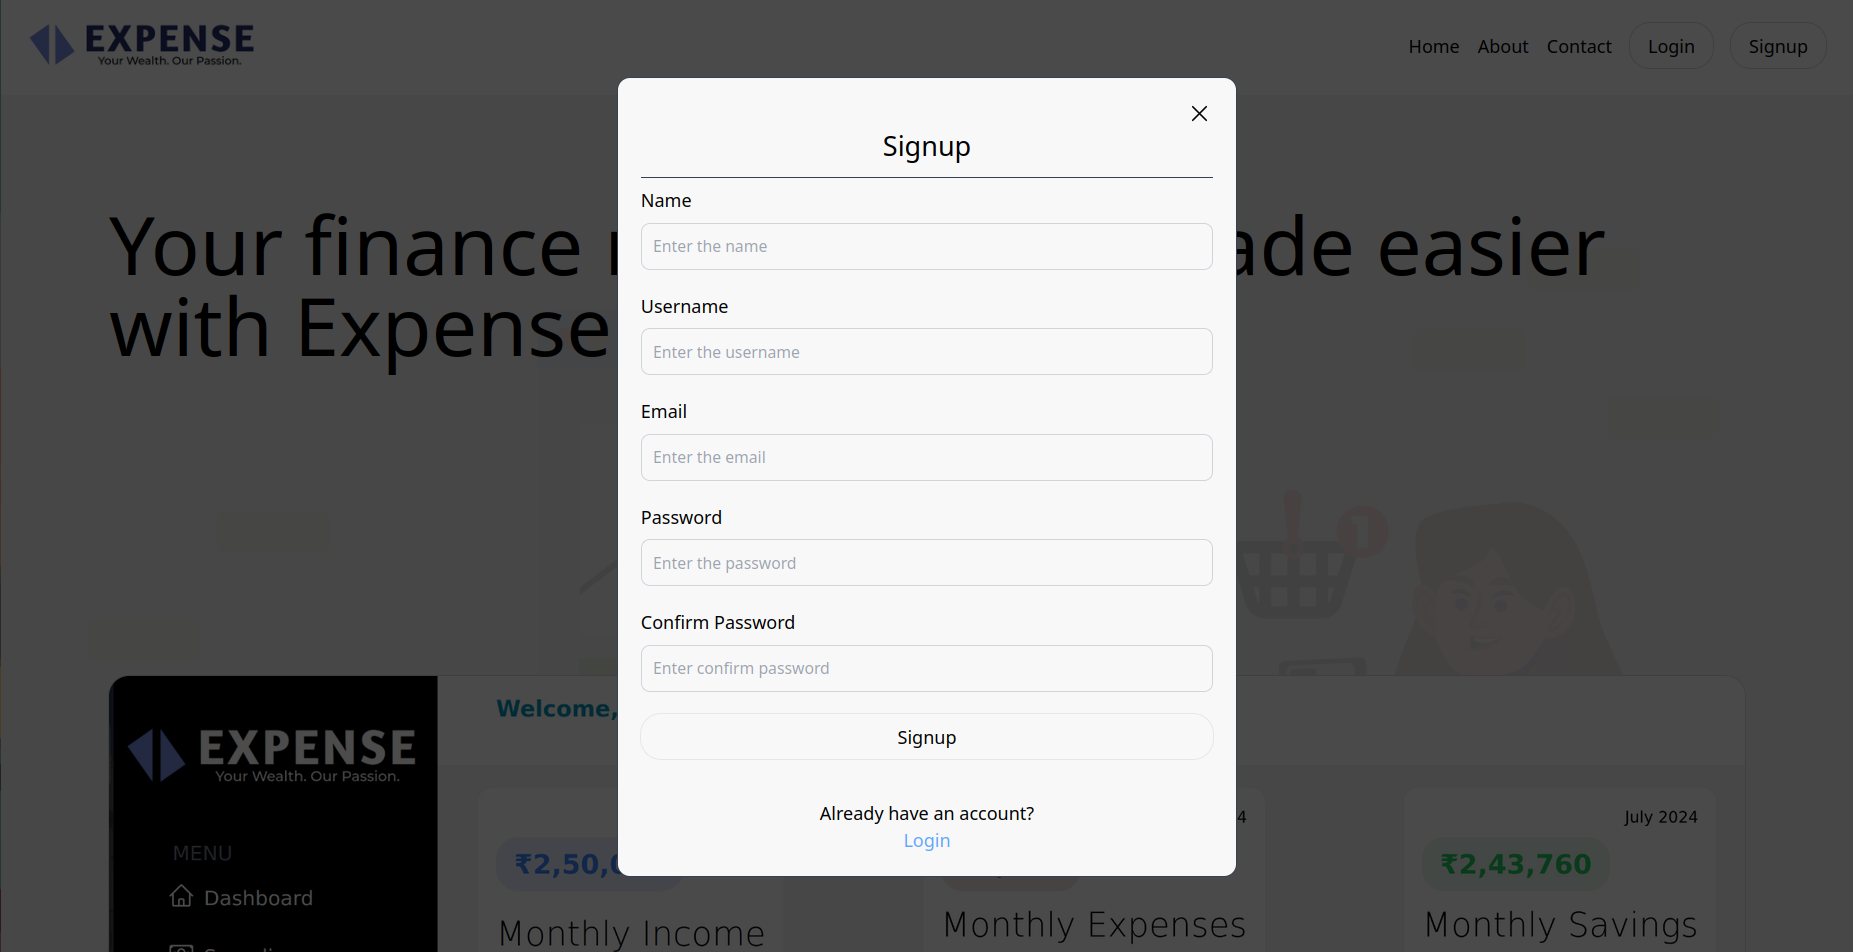 EXPENSE
Your Wealth. Our Passion.
Home About Contact Login Signup
Signup
Name
Enter the name
Username
Enter the username
Email
Enter the email
Password
Enter the password
Confirm Password
Enter confirm password
Signup
Already have an account?
Login
Your finance ade easier
with Expense
Welcome,
EXPENSE
Your Wealth. Our Passion.
MENU
Dashboard
₹2,50,
Monthly Income
4
Monthly Expenses
July 2024
₹2,43,760
Monthly Savings